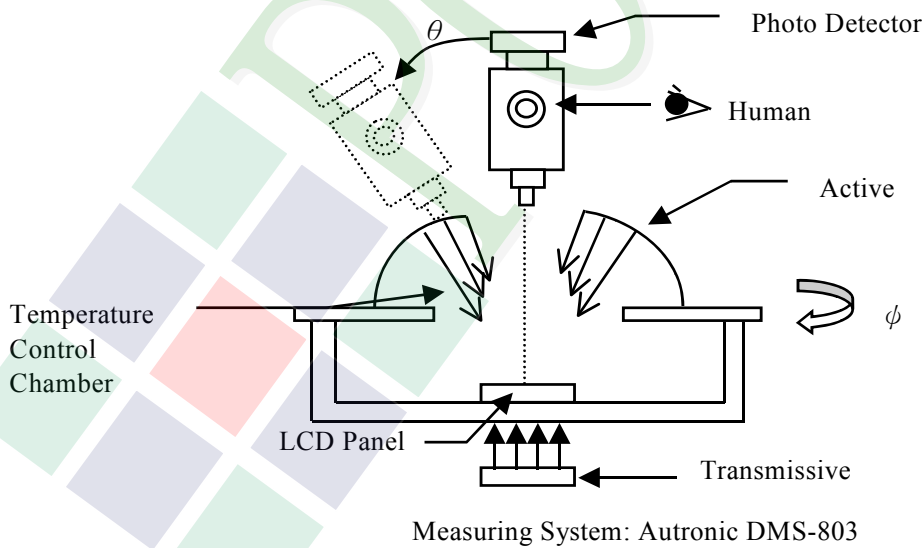 Photo Detector
θ
Human
Active
Temperature
Control
Chamber
ϕ
LCD Panel
Transmissive
Measuring System: Autronic DMS-803